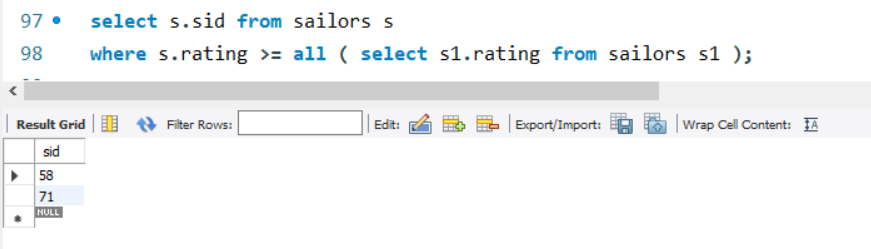 97 select s.sid from sailors s
98 where s.rating >= all ( select s1.rating from sailors s1 );
Result Grid Filter Rows: Edit: Export/Import: Wrap Cell Content: IA
sid
58
71
NULL